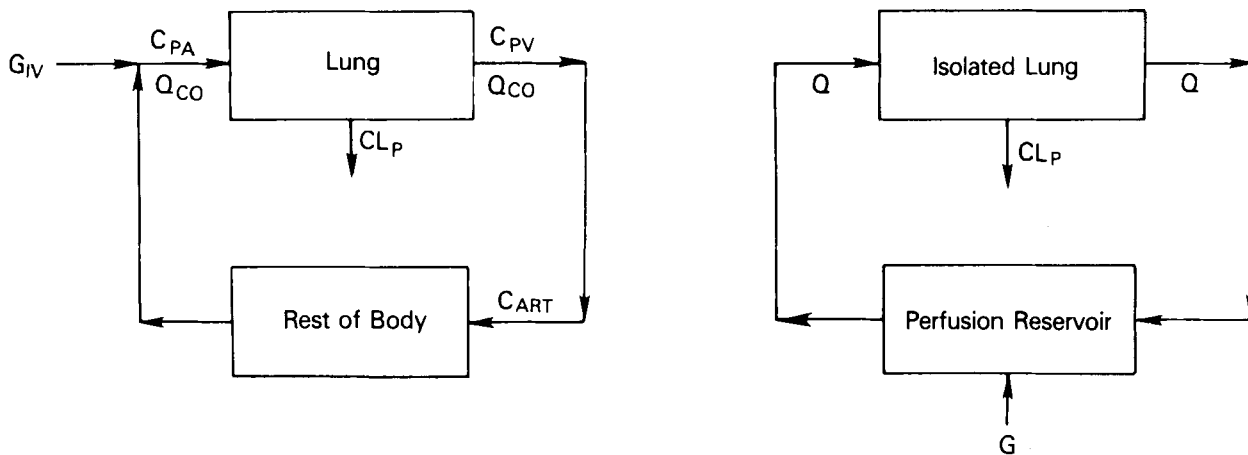 G_IV
C_PA
Q_CO
Lung
C_PV
Q_CO
CL_P
C_ART
Rest of Body
Q
Isolated Lung
Q
CL_P
Perfusion Reservoir
G